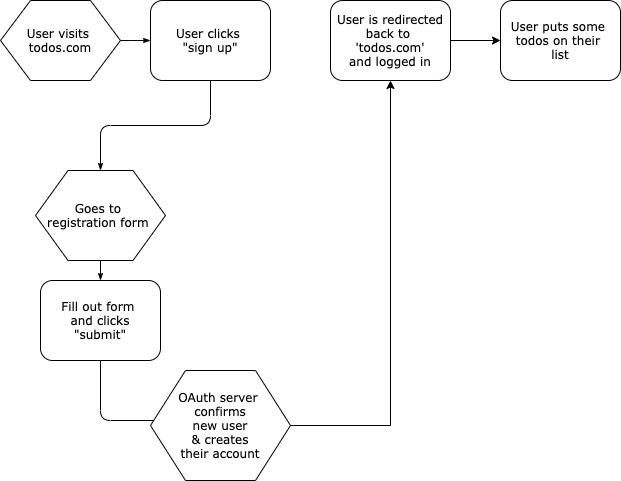 User visits
todos.com
User clicks
"sign up"
Goes to
registration form
Fill out form
and clicks
"submit"
OAuth server
confirms
new user
& creates
their account
User is redirected
back to
'todos.com'
and logged in
User puts some
todos on their
list